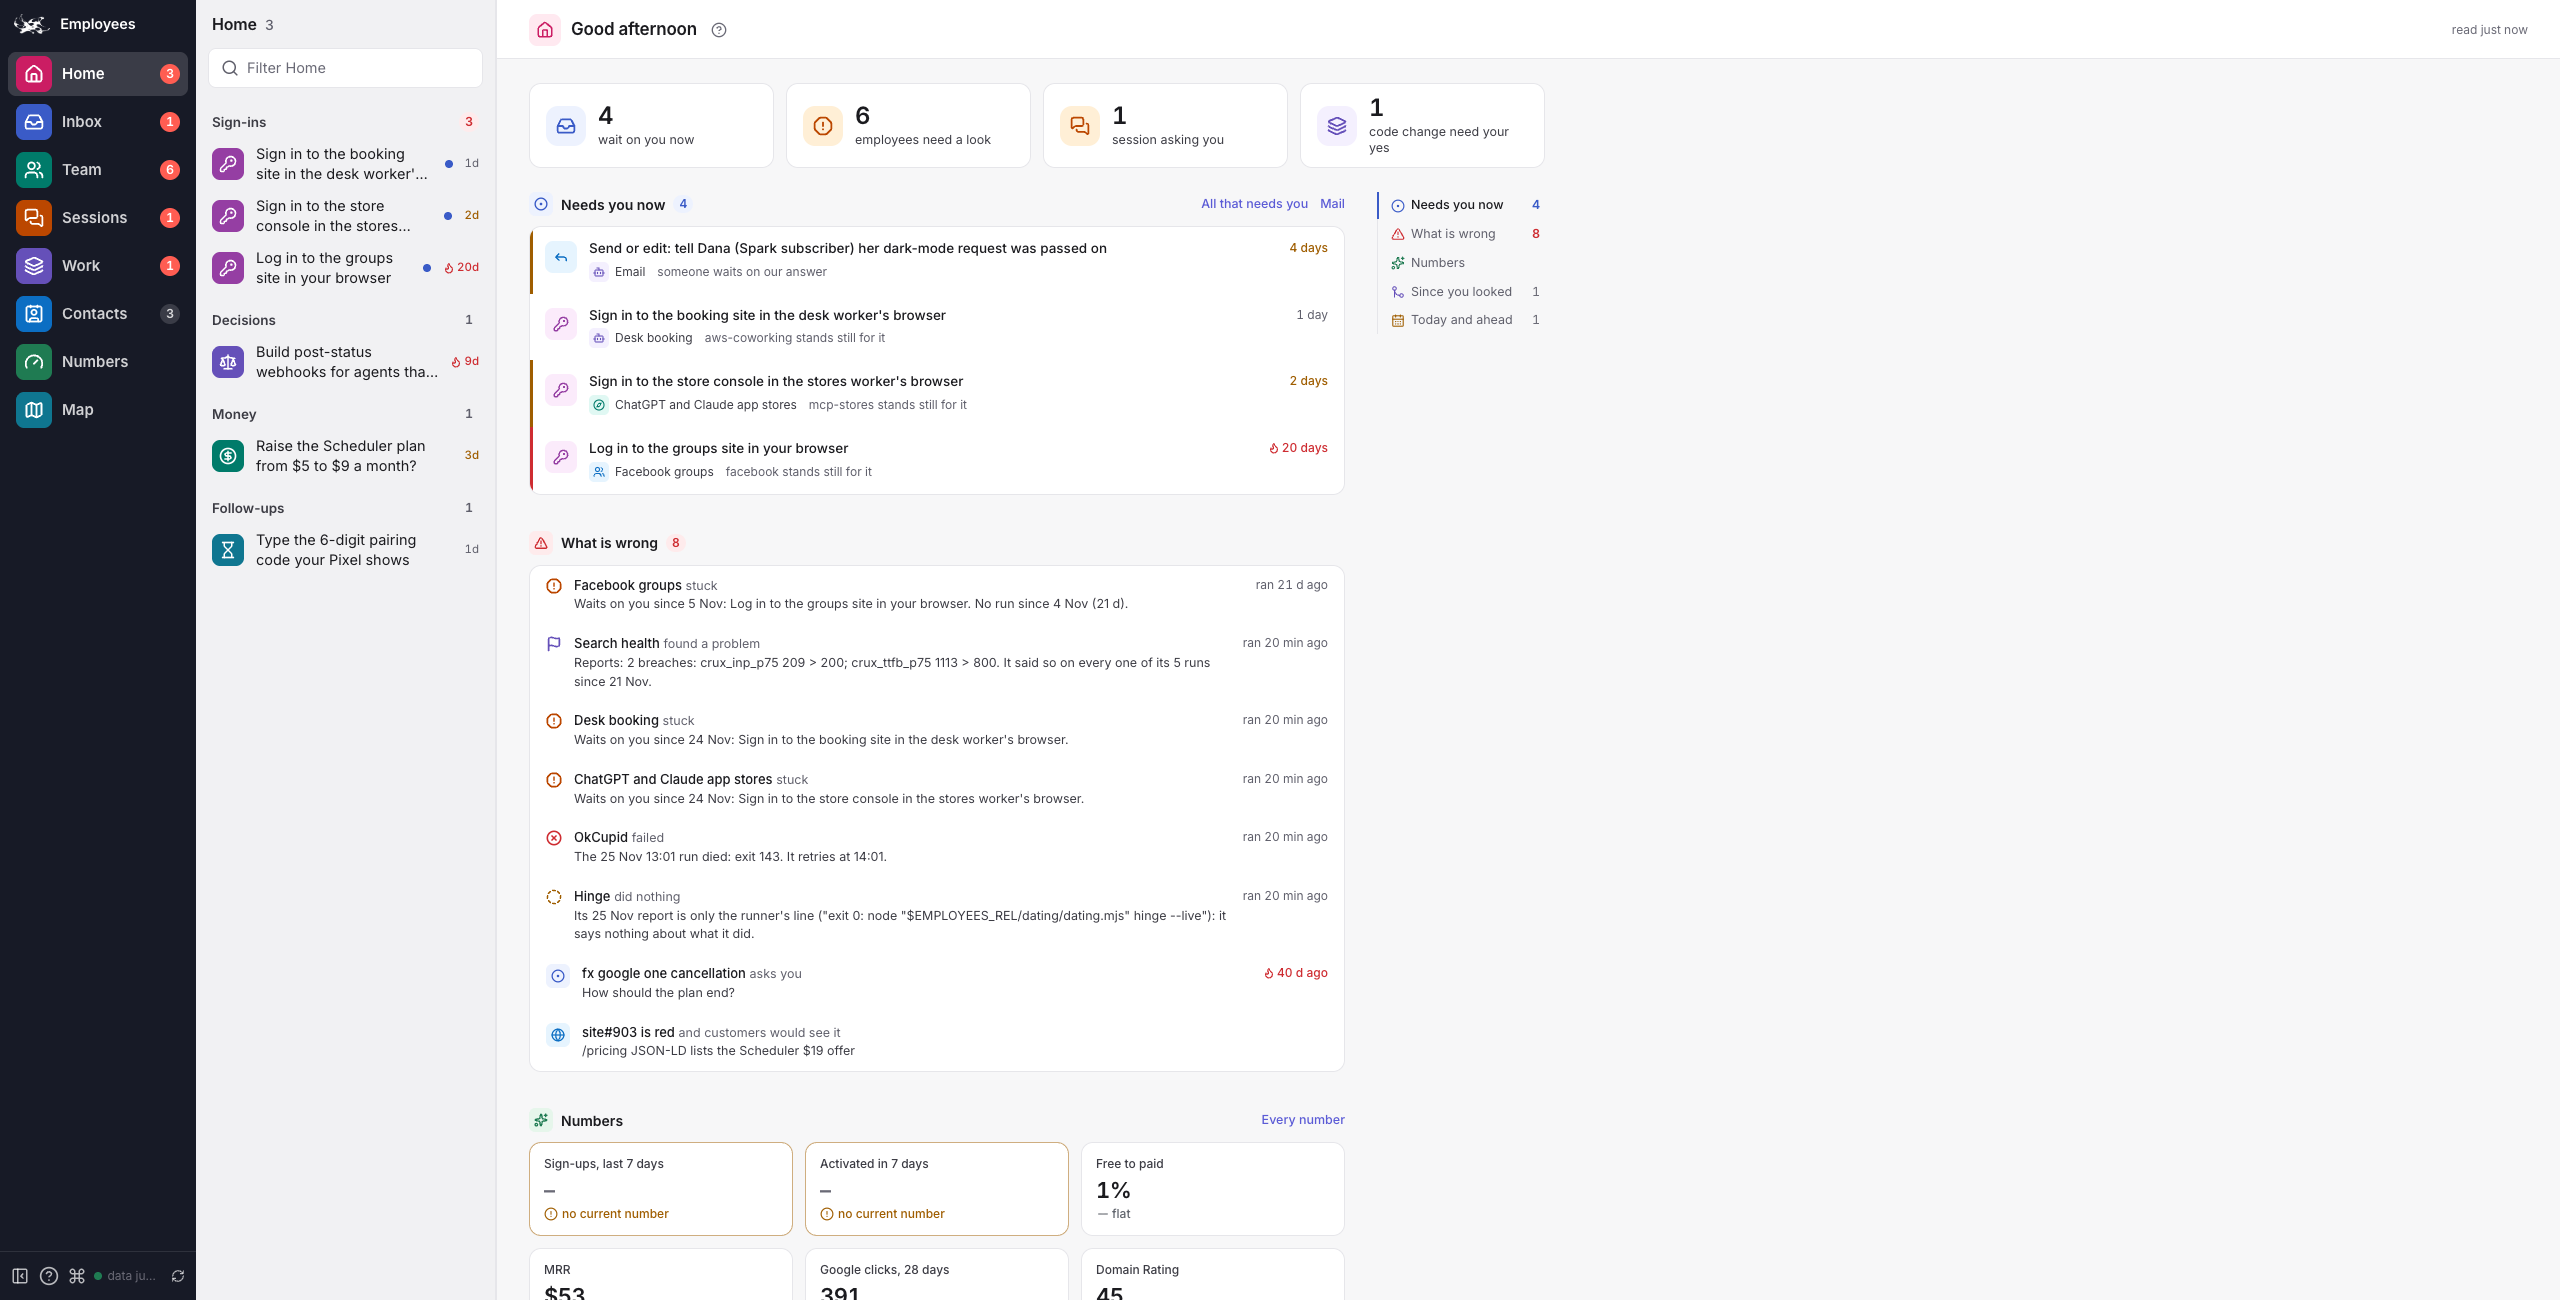 Employees
Home 3
Inbox 1
Team 6
Sessions 1
Work 1
Contacts 3
Numbers
Map
data ju...
Home 3
Filter Home
Sign-ins 3
Sign in to the booking
site in the desk worker'... 1d
Sign in to the store
console in the stores... 2d
Log in to the groups
site in your browser 20d
Decisions 1
Build post-status
webhooks for agents tha... 9d
Money 1
Raise the Scheduler plan
from $5 to $9 a month? 3d
Follow-ups 1
Type the 6-digit pairing
code your Pixel shows 1d
Good afternoon
read just now
4
wait on you now
6
employees need a look
1
session asking you
1
code change need your
yes
Needs you now 4 All that needs you Mail
Send or edit: tell Dana (Spark subscriber) her dark-mode request was passed on 4 days
Email someone waits on our answer
Sign in to the booking site in the desk worker's browser 1 day
Desk booking aws-coworking stands still for it
Sign in to the store console in the stores worker's browser 2 days
ChatGPT and Claude app stores mcp-stores stands still for it
Log in to the groups site in your browser 20 days
Facebook groups facebook stands still for it
Needs you now 4
What is wrong 8
Numbers
Since you looked 1
Today and ahead 1
What is wrong 8
Facebook groups stuck ran 21 d ago
Waits on you since 5 Nov: Log in to the groups site in your browser. No run since 4 Nov (21 d).
Search health found a problem ran 20 min ago
Reports: 2 breaches: crux_inp_p75 209 > 200; crux_ttfb_p75 1113 > 800. It said so on every one of its 5 runs
since 21 Nov.
Desk booking stuck ran 20 min ago
Waits on you since 24 Nov: Sign in to the booking site in the desk worker's browser.
ChatGPT and Claude app stores stuck ran 20 min ago
Waits on you since 24 Nov: Sign in to the store console in the stores worker's browser.
OkCupid failed ran 20 min ago
The 25 Nov 13:01 run died: exit 143. It retries at 14:01.
Hinge did nothing ran 20 min ago
Its 25 Nov report is only the runner's line ("exit 0: node "$EMPLOYEES_REL/dating/dating.mjs" hinge --live"): it
says nothing about what it did.
fx google one cancellation asks you 40 d ago
How should the plan end?
site#903 is red and customers would see it
/pricing JSON-LD lists the Scheduler $19 offer
Numbers Every number
Sign-ups, last 7 days
–
no current number
Activated in 7 days
–
no current number
Free to paid
1%
— flat
MRR
$53
Google clicks, 28 days
391
Domain Rating
45